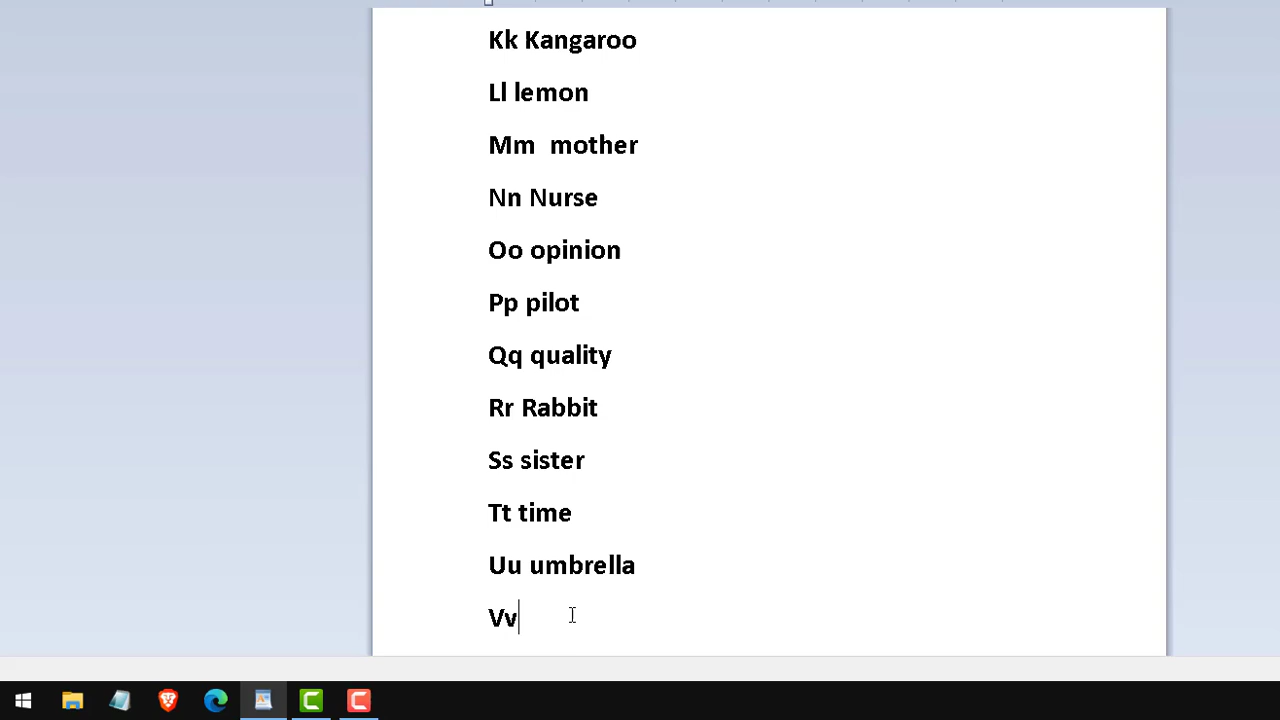 Kk Kangaroo
Ll lemon
Mm  mother
Nn Nurse
Oo opinion
Pp pilot
Qq quality
Rr Rabbit
Ss sister
Tt time
Uu umbrella
Vv